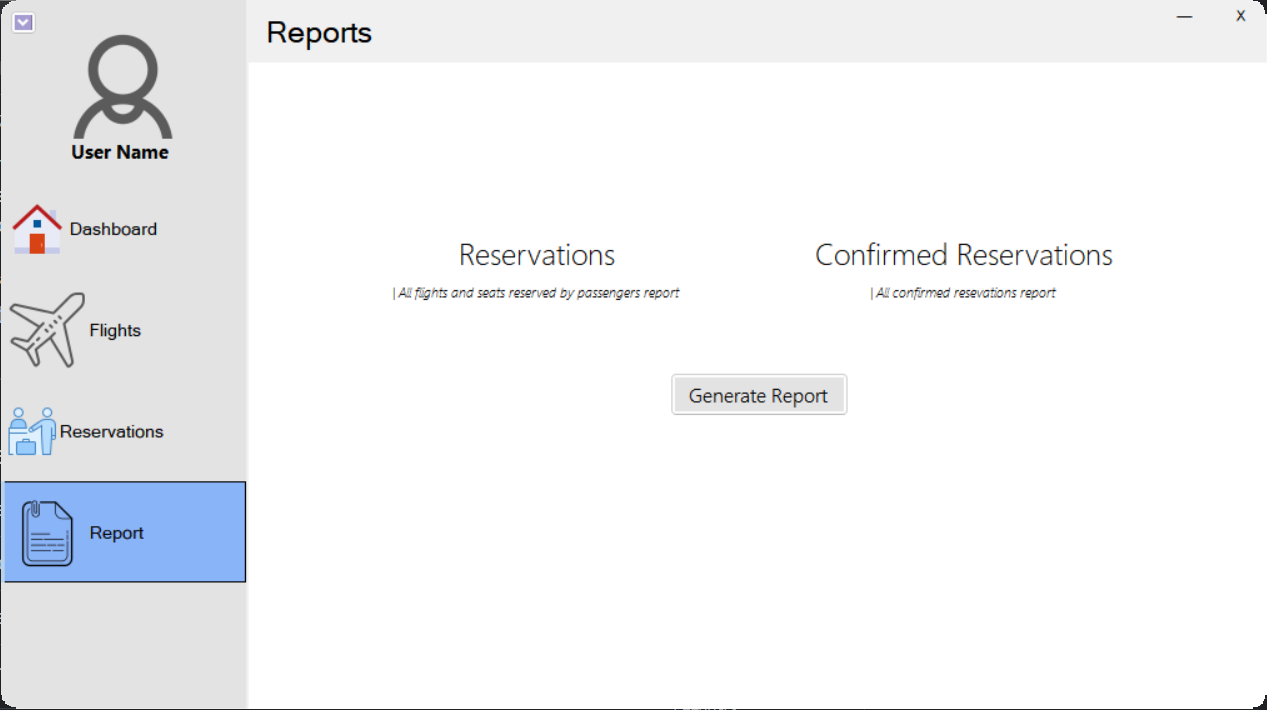 Reports
— X
User Name
Dashboard
Flights
Reservations
Report
Reservations
| All flights and seats reserved by passengers report
Confirmed Reservations
| All confirmed resevations report
Generate Report